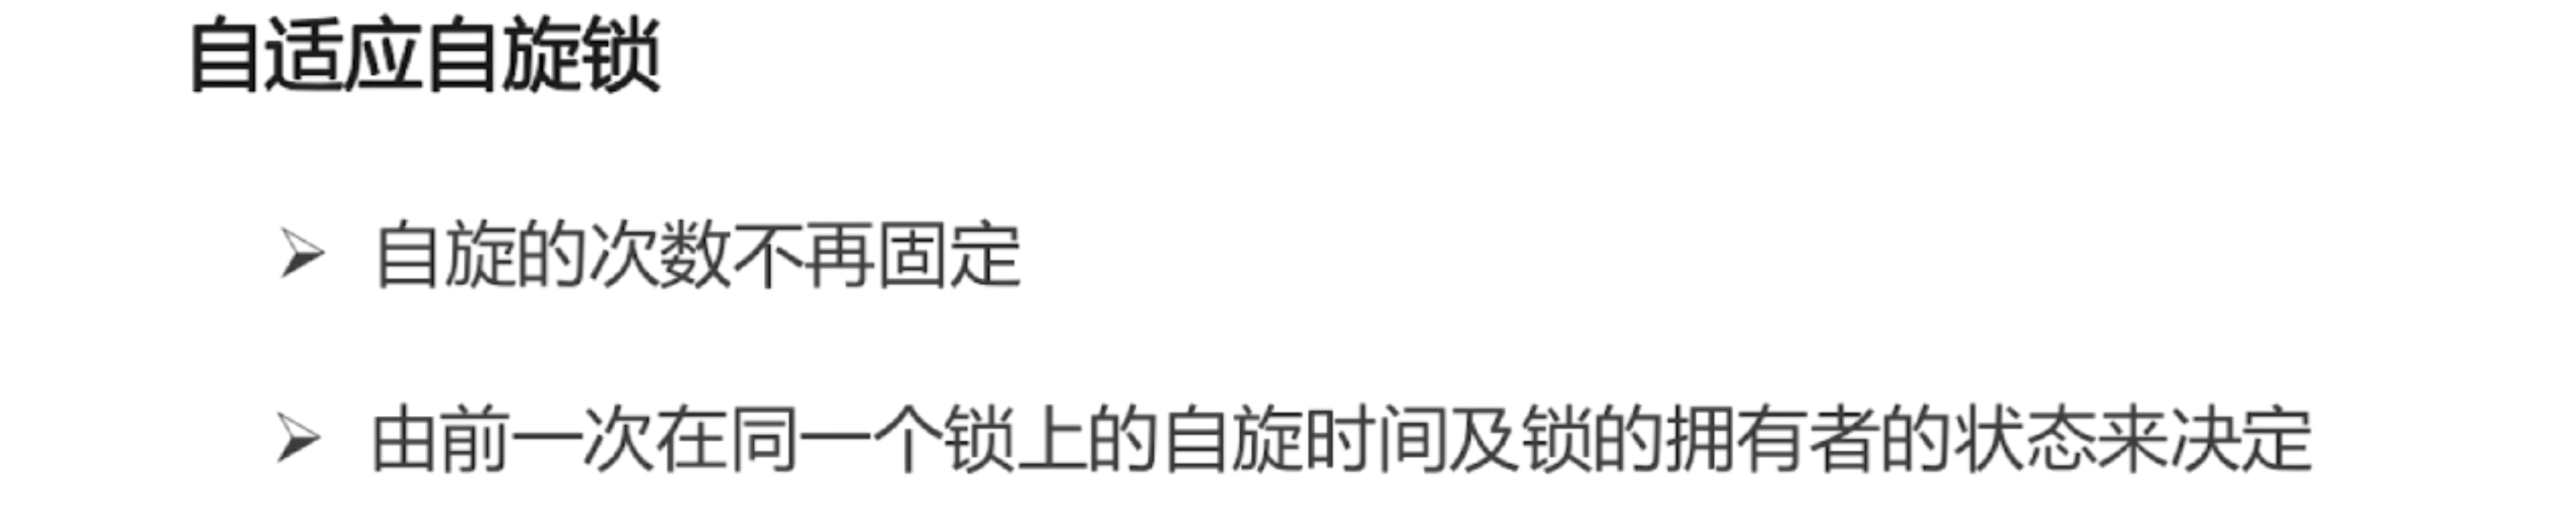 自适应自旋锁
➢ 自旋的次数不再固定
➢ 由前一次在同一个锁上的自旋时间及锁的拥有者的状态来决定